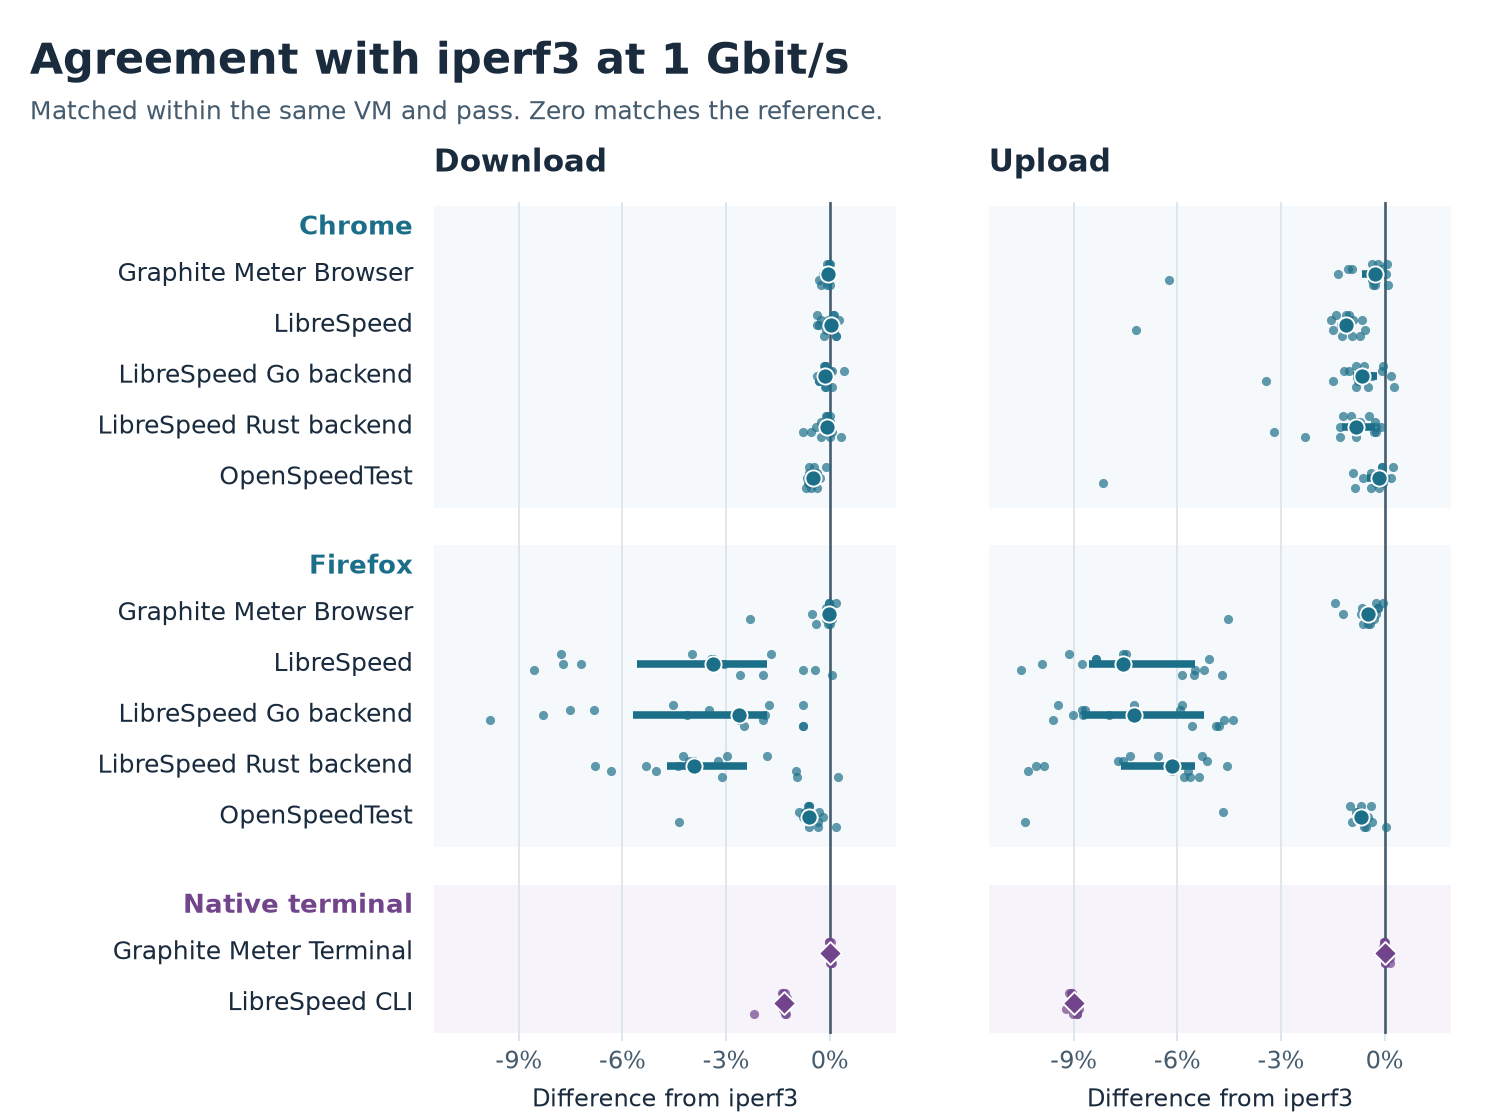 Agreement with iperf3 at 1 Gbit/s
Matched within the same VM and pass. Zero matches the reference.
Download
Upload
Chrome
Graphite Meter Browser
LibreSpeed
LibreSpeed Go backend
LibreSpeed Rust backend
OpenSpeedTest
Firefox
Graphite Meter Browser
LibreSpeed
LibreSpeed Go backend
LibreSpeed Rust backend
OpenSpeedTest
Native terminal
Graphite Meter Terminal
LibreSpeed CLI
-9% -6% -3% 0%
-9% -6% -3% 0%
Difference from iperf3
Difference from iperf3